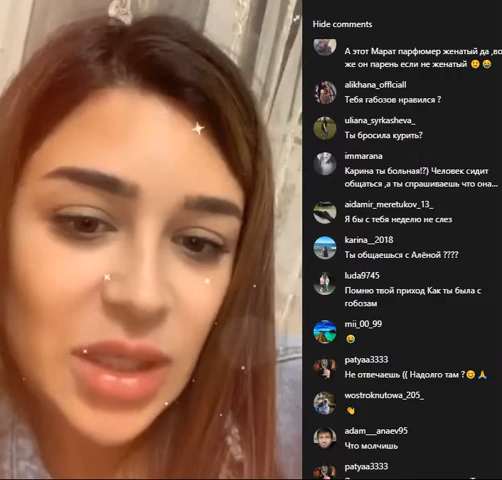 Hide comments
А этот Марат парфюмер женатый да ,во
же он парень если не женатый 🙂😂
alikhana_offlciall
Тебя габозов нравился ?
uliana_syrkasheva_
Ты бросила курить?
immarana
Карина ты больная!?) Человек сидит
общаться ,а ты спрашиваешь что она...
aidamir_meretukov_13_
Я бы с тебя неделю не слез
karina__2018
Ты общаешься с Алёной ????
luda9745
Помню твой приход Как ты была с
гобозам
mii_00_99
😂
patyaa3333
Не отвечаешь (( Надолго там ?😊🙏
wostroknutowa_205_
👏
adam___anaev95
Что молчишь
patyaa3333